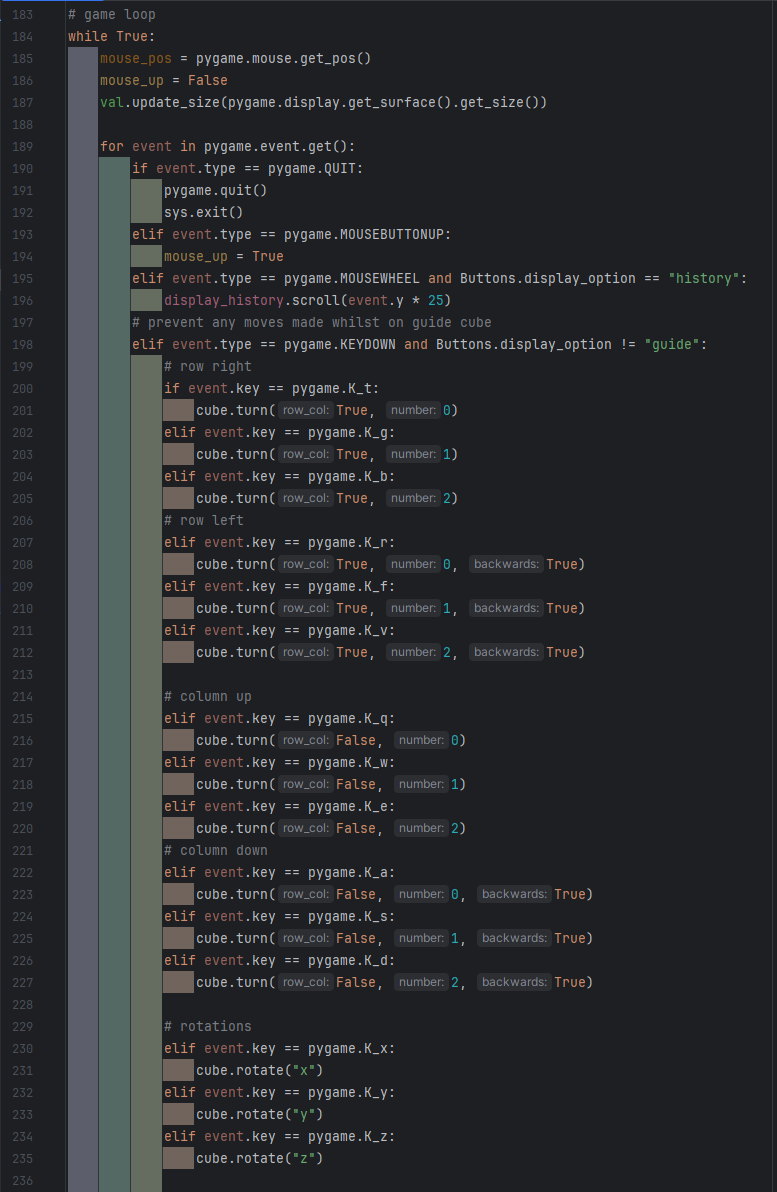 183 # game loop
184 while True:
185     mouse_pos = pygame.mouse.get_pos()
186     mouse_up = False
187     val.update_size(pygame.display.get_surface().get_size())
188
189     for event in pygame.event.get():
190         if event.type == pygame.QUIT:
191             pygame.quit()
192             sys.exit()
193         elif event.type == pygame.MOUSEBUTTONUP:
194             mouse_up = True
195         elif event.type == pygame.MOUSEWHEEL and Buttons.display_option == "history":
196             display_history.scroll(event.y * 25)
197         # prevent any moves made whilst on guide cube
198         elif event.type == pygame.KEYDOWN and Buttons.display_option != "guide":
199             # row right
200             if event.key == pygame.K_t:
201                 cube.turn( row_col: True, number: 0)
202             elif event.key == pygame.K_g:
203                 cube.turn( row_col: True, number: 1)
204             elif event.key == pygame.K_b:
205                 cube.turn( row_col: True, number: 2)
206             # row left
207             elif event.key == pygame.K_r:
208                 cube.turn( row_col: True, number: 0, backwards: True)
209             elif event.key == pygame.K_f:
210                 cube.turn( row_col: True, number: 1, backwards: True)
211             elif event.key == pygame.K_v:
212                 cube.turn( row_col: True, number: 2, backwards: True)
213
214             # column up
215             elif event.key == pygame.K_q:
216                 cube.turn( row_col: False, number: 0)
217             elif event.key == pygame.K_w:
218                 cube.turn( row_col: False, number: 1)
219             elif event.key == pygame.K_e:
220                 cube.turn( row_col: False, number: 2)
221             # column down
222             elif event.key == pygame.K_a:
223                 cube.turn( row_col: False, number: 0, backwards: True)
224             elif event.key == pygame.K_s:
225                 cube.turn( row_col: False, number: 1, backwards: True)
226             elif event.key == pygame.K_d:
227                 cube.turn( row_col: False, number: 2, backwards: True)
228
229             # rotations
230             elif event.key == pygame.K_x:
231                 cube.rotate("x")
232             elif event.key == pygame.K_y:
233                 cube.rotate("y")
234             elif event.key == pygame.K_z:
235                 cube.rotate("z")
236